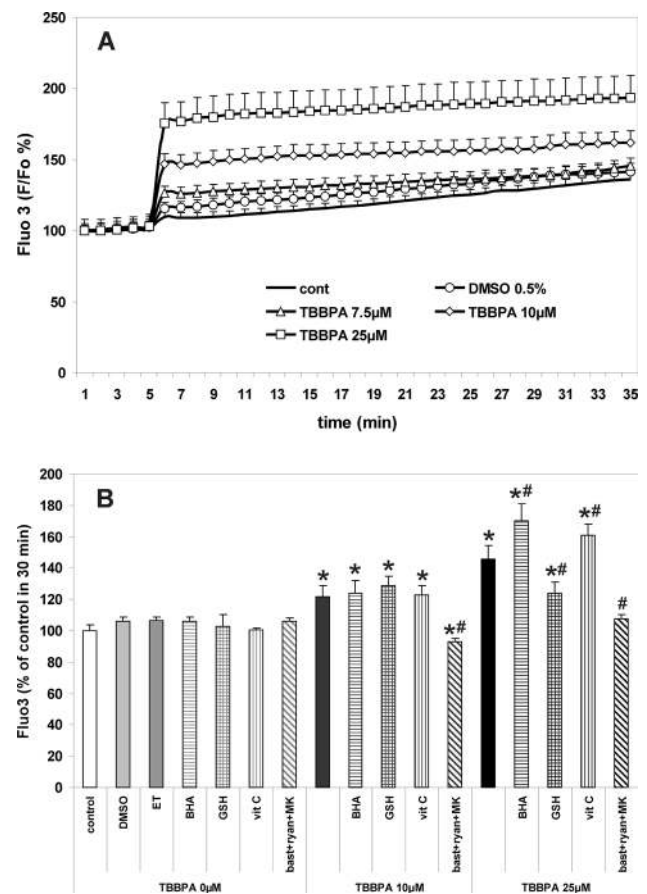 A
250
200
150
100
50
0
Fluo 3 (F/Fo %)
cont
DMSO 0.5%
TBBPA 7.5µM
TBBPA 10µM
TBBPA 25µM
1 3 5 7 9 11 13 15 17 19 21 23 25 27 29 31 33 35
time (min)
B
200
180
160
140
120
100
80
60
40
20
0
Fluo3 (% of control in 30 min)
* * * * *# * *# *# *# #
control DMSO ET BHA GSH vit C bast+ryan+MK BHA GSH vit C bast+ryan+MK BHA GSH vit C bast+ryan+MK
TBBPA 0µM TBBPA 10µM TBBPA 25µM